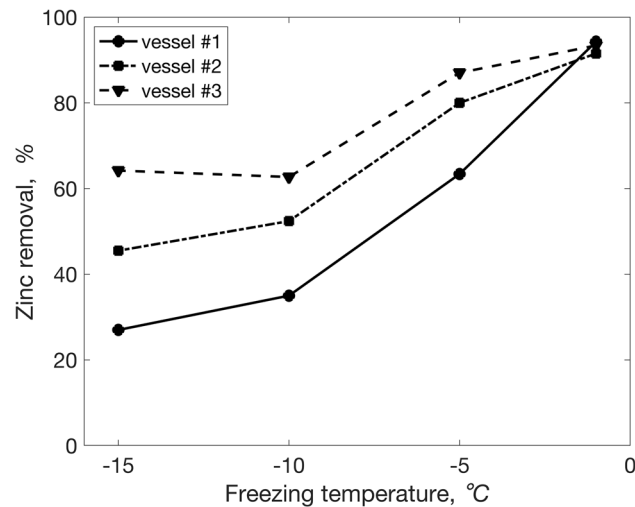 100
80
60
40
20
0
Zinc removal, %
vessel #1
vessel #2
vessel #3
-15 -10 -5 0
Freezing temperature, °C